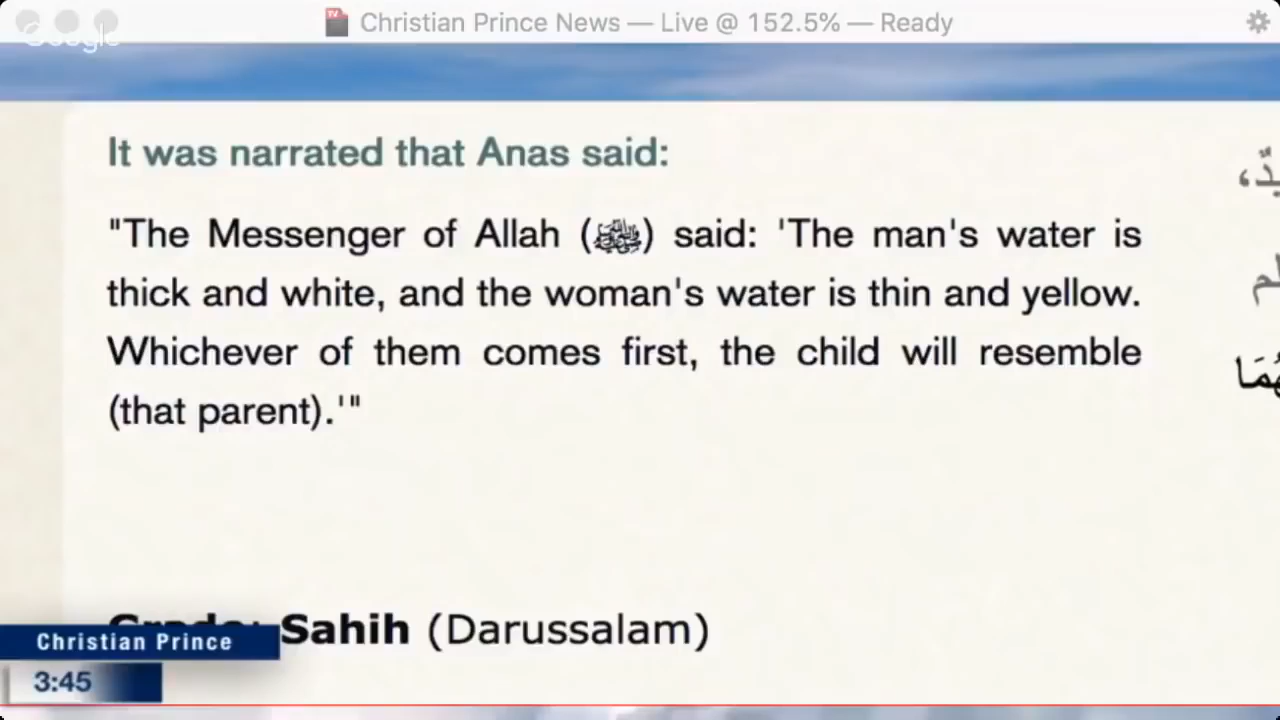 Christian Prince News — Live @ 152.5% — Ready
Google
It was narrated that Anas said:
"The Messenger of Allah (ﷺ) said: 'The man's water is
thick and white, and the woman's water is thin and yellow.
Whichever of them comes first, the child will resemble
(that parent).'"
Grade: Sahih (Darussalam)
Christian Prince
3:45